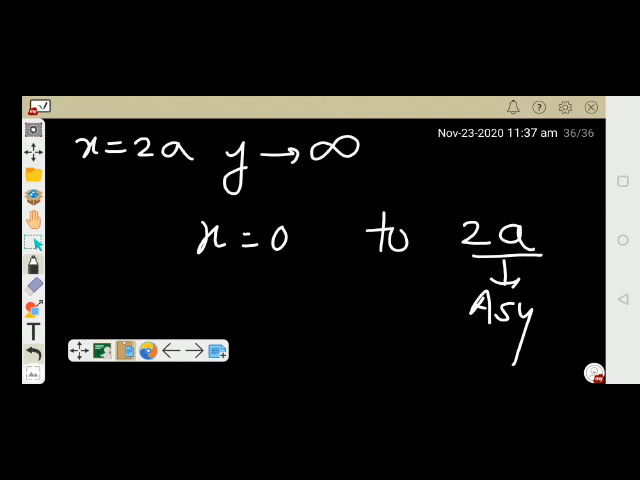 Nov-23-2020 11:37 am 36/36
x = 2a y → ∞
x = 0 to 2a
↓
Asy
T